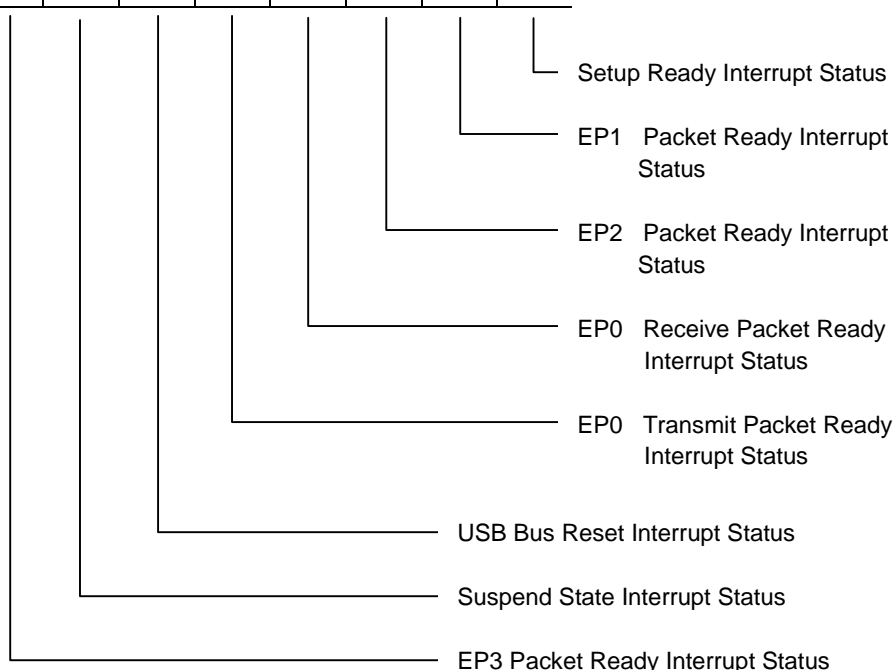 Setup Ready Interrupt Status
EP1 Packet Ready Interrupt
Status
EP2 Packet Ready Interrupt
Status
EP0 Receive Packet Ready
Interrupt Status
EP0 Transmit Packet Ready
Interrupt Status
USB Bus Reset Interrupt Status
Suspend State Interrupt Status
EP3 Packet Ready Interrupt Status